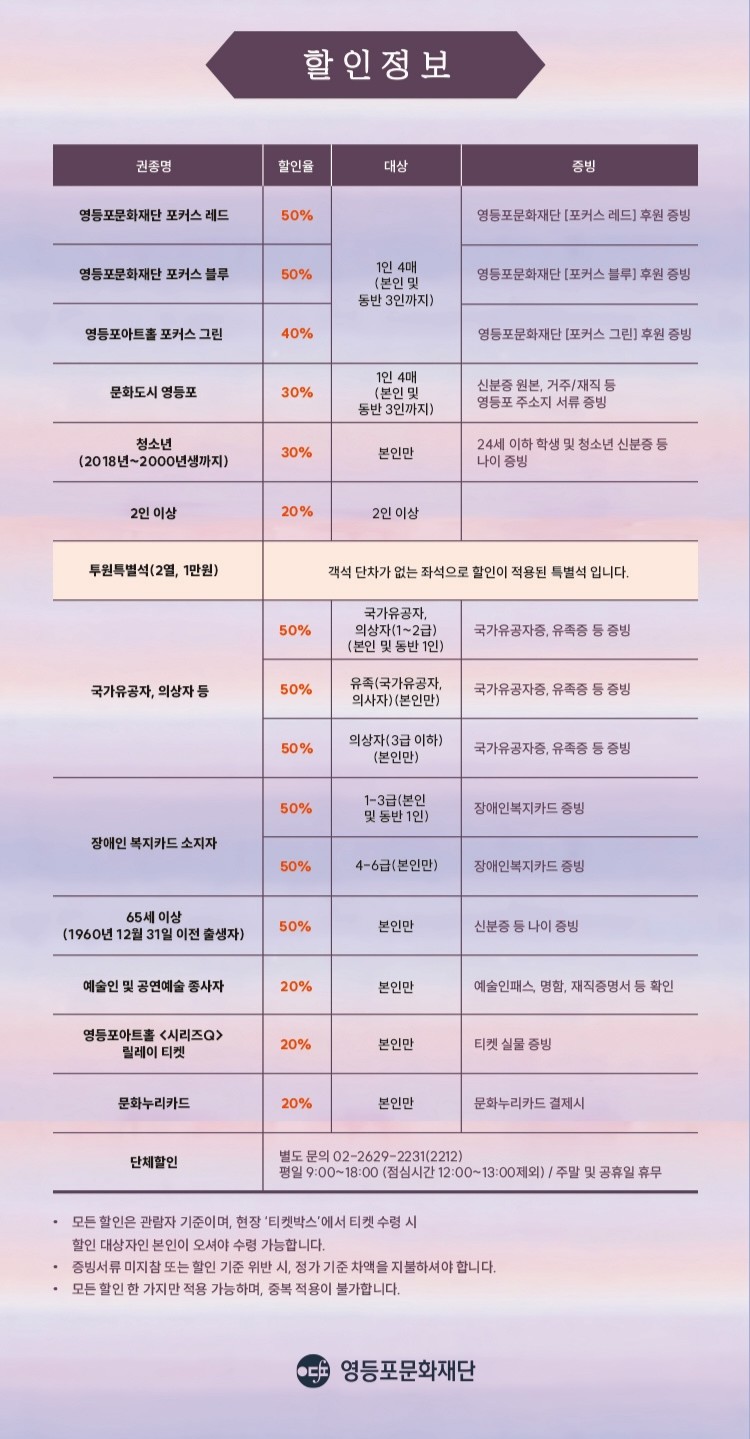 할인정보
권종명 할인율 대상 증빙
영등포문화재단 포커스 레드 50% 영등포문화재단 [포커스 레드] 후원 증빙
영등포문화재단 포커스 블루 50% 영등포문화재단 [포커스 블루] 후원 증빙
1인 4매
(본인 및
동반 3인까지)
영등포아트홀 포커스 그린 40% 영등포문화재단 [포커스 그린] 후원 증빙
문화도시 영등포 30%
1인 4매
(본인 및
동반 3인까지)
신분증 원본, 거주/재직 등
영등포 주소지 서류 증빙
청소년
(2018년~2000년생까지)
30% 본인만
24세 이하 학생 및 청소년 신분증 등
나이 증빙
2인 이상 20% 2인 이상
투원특별석(2열, 1만원) 객석 단차가 없는 좌석으로 할인이 적용된 특별석 입니다.
국가유공자, 의상자 등
50%
국가유공자,
의상자(1~2급)
(본인 및 동반 1인)
국가유공자증, 유족증 등 증빙
50%
유족(국가유공자,
의사자)(본인만)
국가유공자증, 유족증 등 증빙
50%
의상자(3급 이하)
(본인만)
국가유공자증, 유족증 등 증빙
장애인 복지카드 소지자
50%
1-3급(본인
및 동반 1인)
장애인복지카드 증빙
50% 4-6급(본인만) 장애인복지카드 증빙
65세 이상
(1960년 12월 31일 이전 출생자)
50% 본인만 신분증 등 나이 증빙
예술인 및 공연예술 종사자 20% 본인만 예술인패스, 명함, 재직증명서 등 확인
영등포아트홀 <시리즈Q>
릴레이 티켓
20% 본인만 티켓 실물 증빙
문화누리카드 20% 본인만 문화누리카드 결제시
단체할인
별도 문의 02-2629-2231(2212)
평일 9:00~18:00 (점심시간 12:00~13:00제외) / 주말 및 공휴일 휴무
• 모든 할인은 관람자 기준이며, 현장 '티켓박스'에서 티켓 수령 시
할인 대상자인 본인이 오셔야 수령 가능합니다.
• 증빙서류 미지참 또는 할인 기준 위반 시, 정가 기준 차액을 지불하셔야 합니다.
• 모든 할인 한 가지만 적용 가능하며, 중복 적용이 불가합니다.
영등포문화재단